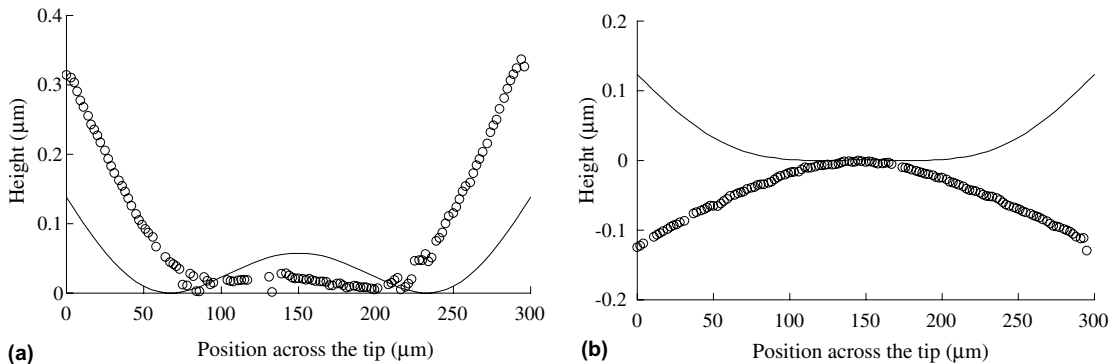 0.4
0.3
0.2
0.1
0
Height (μm)
0 50 100 150 200 250 300
Position across the tip (μm)
(a)
0.2
0.1
0
-0.1
-0.2
Height (μm)
0 50 100 150 200 250 300
Position across the tip (μm)
(b)